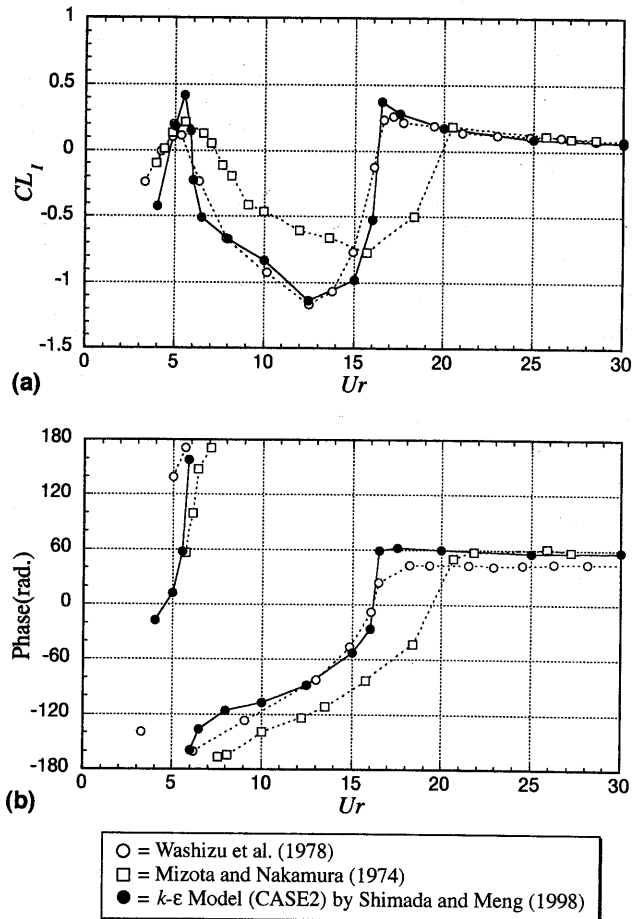 1
0.5
0
-0.5
-1
-1.5
CL_I
0 5 10 15 20 25 30
Ur
(a)
180
120
60
0
-60
-120
-180
Phase(rad.)
0 5 10 15 20 25 30
Ur
(b)
○ = Washizu et al. (1978)
□ = Mizota and Nakamura (1974)
● = k-ε Model (CASE2) by Shimada and Meng (1998)